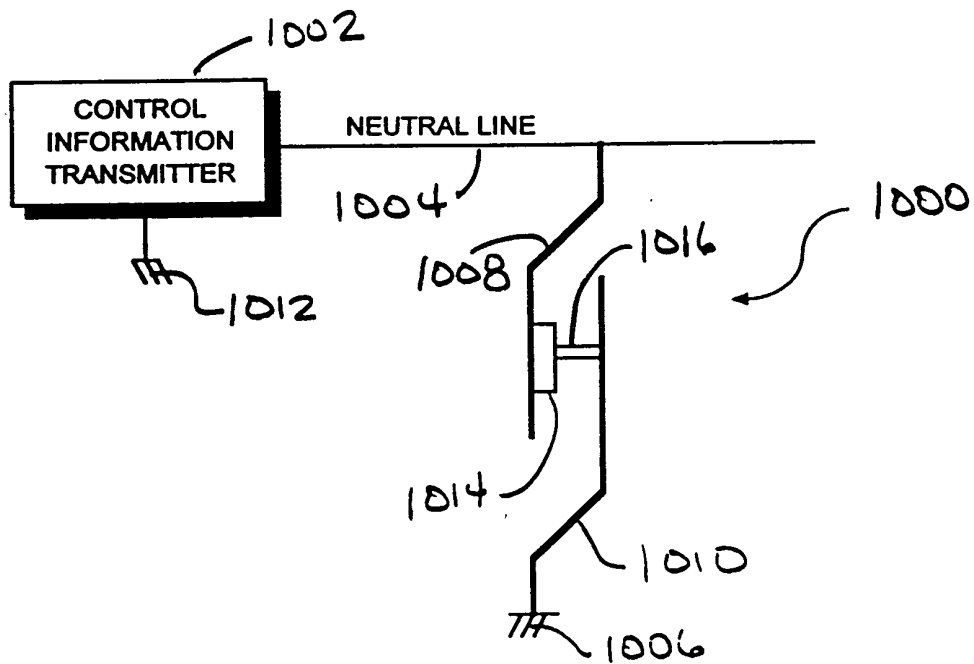 1002
CONTROL
INFORMATION
TRANSMITTER
NEUTRAL LINE
1004
1000
1008
1016
1012
1014
1010
1006